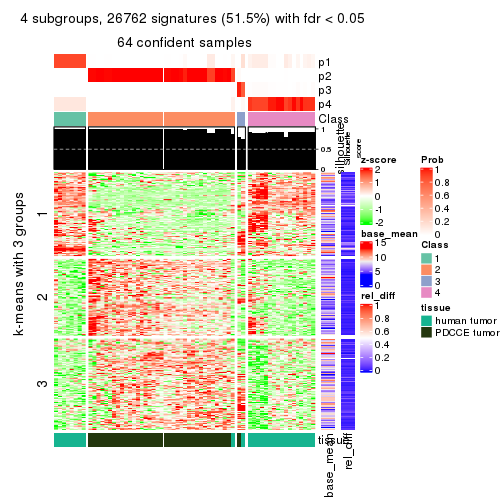 4 subgroups, 26762 signatures (51.5%) with fdr < 0.05
64 confident samples
p1
p2
p3
p4
Class
1
0.5
0
silhouette
Silhouette
score
k-means with 3 groups
1
2
3
tissue
base_mean
rel_diff
z-score
2
1
0
-1
-2
base_mean
15
10
5
0
rel_diff
1
0.8
0.6
0.4
0.2
0
Prob
1
0.8
0.6
0.4
0.2
0
Class
1
2
3
4
tissue
human tumor
PDCCE tumor